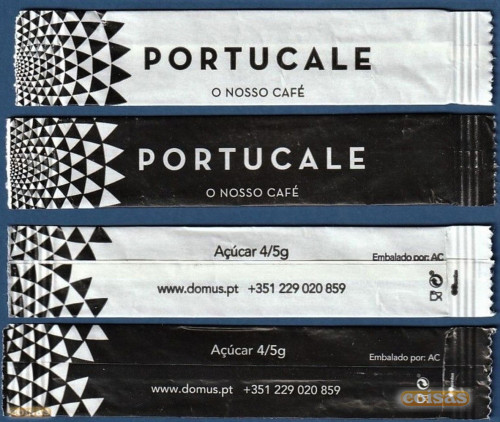 PORTUCALE
O NOSSO CAFÉ
PORTUCALE
O NOSSO CAFÉ
Açúcar 4/5g
Embalado por: AC
www.domus.pt +351 229 020 859
Açúcar 4/5g
Embalado por: AC
www.domus.pt +351 229 020 859
coisas